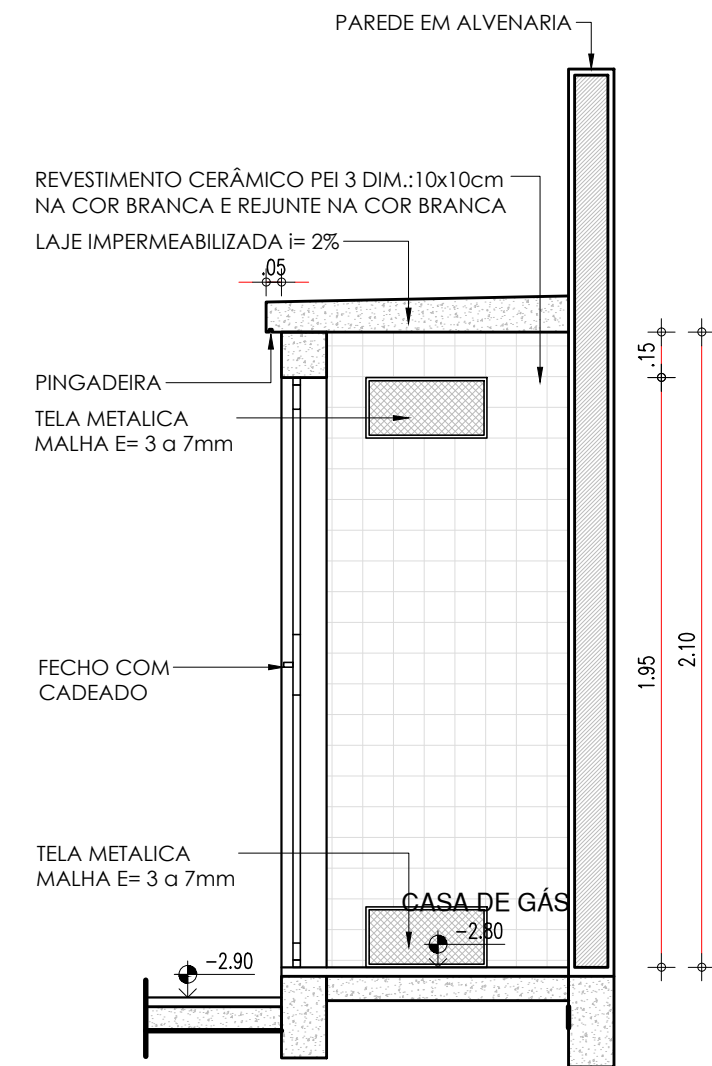 PAREDE EM ALVENARIA
REVESTIMENTO CERÂMICO PEI 3 DIM.:10x10cm
NA COR BRANCA E REJUNTE NA COR BRANCA
LAJE IMPERMEABILIZADA i= 2%
.05
.15
PINGADEIRA
TELA METALICA
MALHA E= 3 a 7mm
1.95
2.10
FECHO COM
CADEADO
TELA METALICA
MALHA E= 3 a 7mm
CASA DE GÁS
-2.80
-2.90